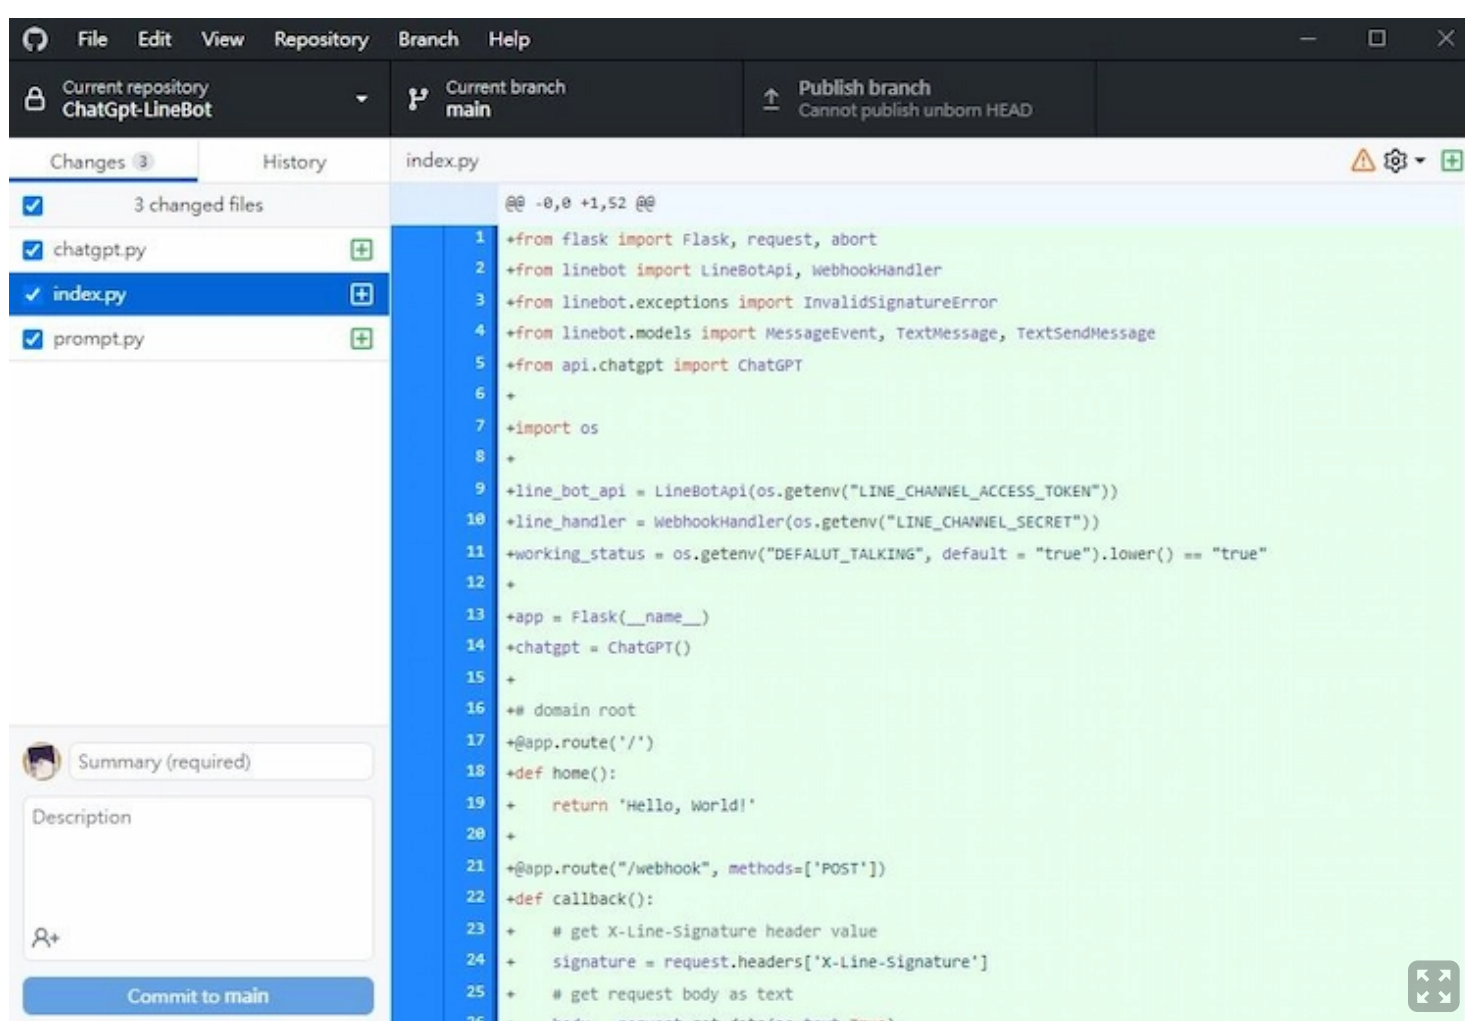 File Edit View Repository Branch Help
Current repository
ChatGpt-LineBot
Current branch
main
Publish branch
Cannot publish unborn HEAD
Changes 3
History
index.py
3 changed files
chatgpt.py
index.py
prompt.py
@@ -0,0 +1,52 @@
1 +from flask import Flask, request, abort
2 +from linebot import LineBotApi, WebhookHandler
3 +from linebot.exceptions import InvalidSignatureError
4 +from linebot.models import MessageEvent, TextMessage, TextSendMessage
5 +from api.chatgpt import ChatGPT
6 +
7 +import os
8 +
9 +line_bot_api = LineBotApi(os.getenv("LINE_CHANNEL_ACCESS_TOKEN"))
10 +line_handler = WebhookHandler(os.getenv("LINE_CHANNEL_SECRET"))
11 +working_status = os.getenv("DEFALUT_TALKING", default = "true").lower() == "true"
12 +
13 +app = Flask(__name__)
14 +chatgpt = ChatGPT()
15 +
16 +# domain root
17 +@app.route('/')
18 +def home():
19 +    return 'Hello, World!'
20 +
21 +@app.route("/webhook", methods=['POST'])
22 +def callback():
23 +    # get X-Line-Signature header value
24 +    signature = request.headers['X-Line-Signature']
25 +    # get request body as text
Summary (required)
Description
Commit to main